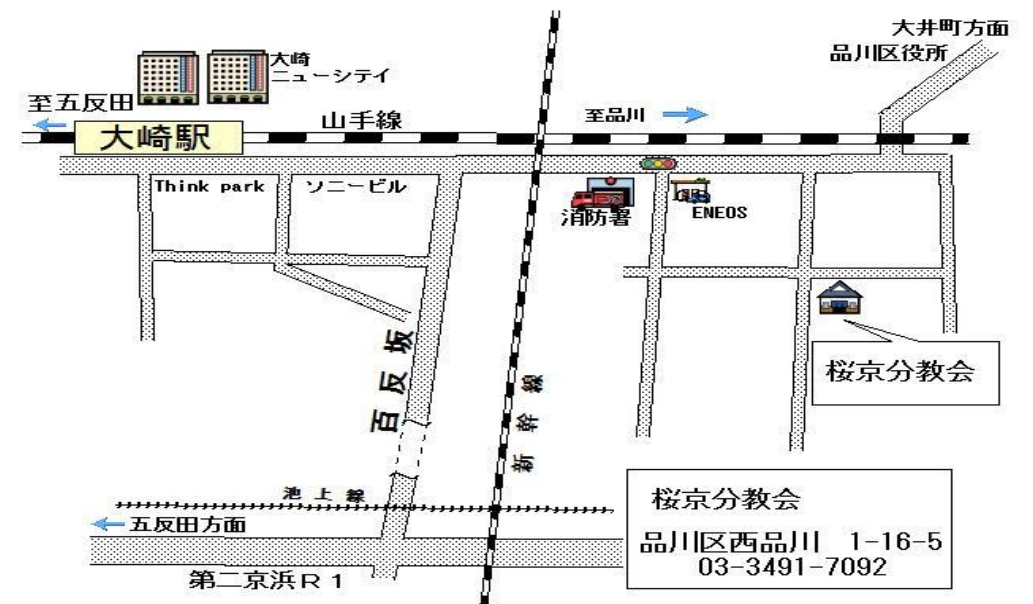 大井町方面
品川区役所
大崎
ニューシテイ
至五反田
山手線
至品川
大崎駅
Think park
ソニービル
消防署
ENEOS
百反坂
新幹線
桜京分教会
池上線
五反田方面
第二京浜R1
桜京分教会
品川区西品川 1-16-5
03-3491-7092